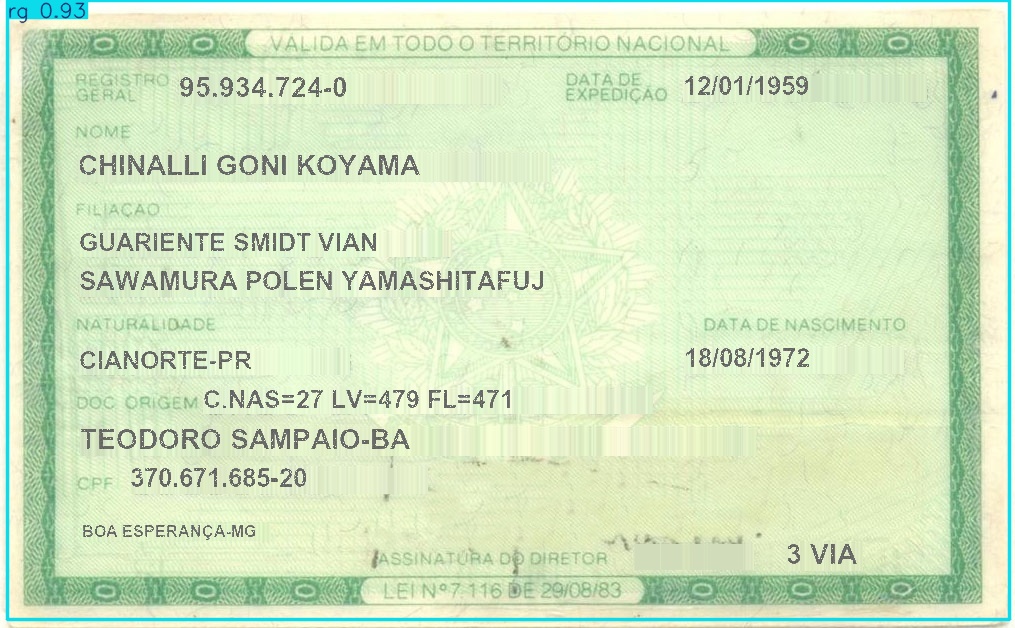 rg 0.93
VÁLIDA EM TODO O TERRITÓRIO NACIONAL
REGISTRO GERAL 95.934.724-0 DATA DE EXPEDIÇÃO 12/01/1959
NOME
CHINALLI GONI KOYAMA
FILIAÇÃO
GUARIENTE SMIDT VIAN
SAWAMURA POLEN YAMASHITAFUJ
NATURALIDADE DATA DE NASCIMENTO
CIANORTE-PR 18/08/1972
DOC ORIGEM C.NAS=27 LV=479 FL=471
TEODORO SAMPAIO-BA
CPF 370.671.685-20
BOA ESPERANÇA-MG
ASSINATURA DO DIRETOR 3 VIA
LEI Nº 7.116 DE 29/08/83